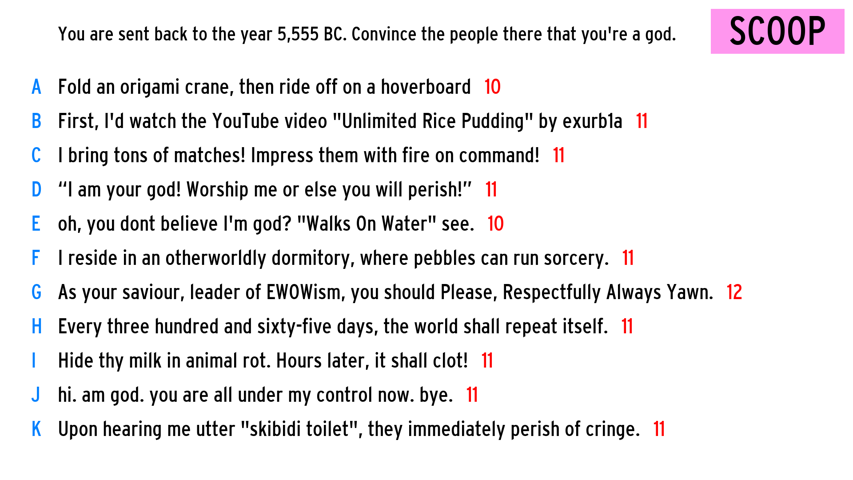 You are sent back to the year 5,555 BC. Convince the people there that you're a god.
SCOOP
A Fold an origami crane, then ride off on a hoverboard 10
B First, I'd watch the YouTube video "Unlimited Rice Pudding" by exurb1a 11
C I bring tons of matches! Impress them with fire on command! 11
D “I am your god! Worship me or else you will perish!” 11
E oh, you dont believe I'm god? "Walks On Water" see. 10
F I reside in an otherworldly dormitory, where pebbles can run sorcery. 11
G As your saviour, leader of EWOWism, you should Please, Respectfully Always Yawn. 12
H Every three hundred and sixty-five days, the world shall repeat itself. 11
I Hide thy milk in animal rot. Hours later, it shall clot! 11
J hi. am god. you are all under my control now. bye. 11
K Upon hearing me utter "skibidi toilet", they immediately perish of cringe. 11